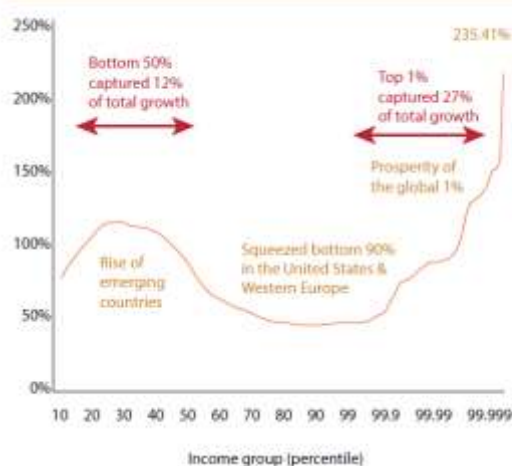 250%
235.41%
Bottom 50%
captured 12%
of total growth
Top 1%
captured 27%
of total growth
200%
150%
Prosperity of
the global 1%
100%
Rise of
emerging
countries
Squeezed bottom 90%
in the United States &
Western Europe
50%
0%
10 20 30 40 50 60 70 80 90 99 99.9 99.99 99.999
Income group (percentile)